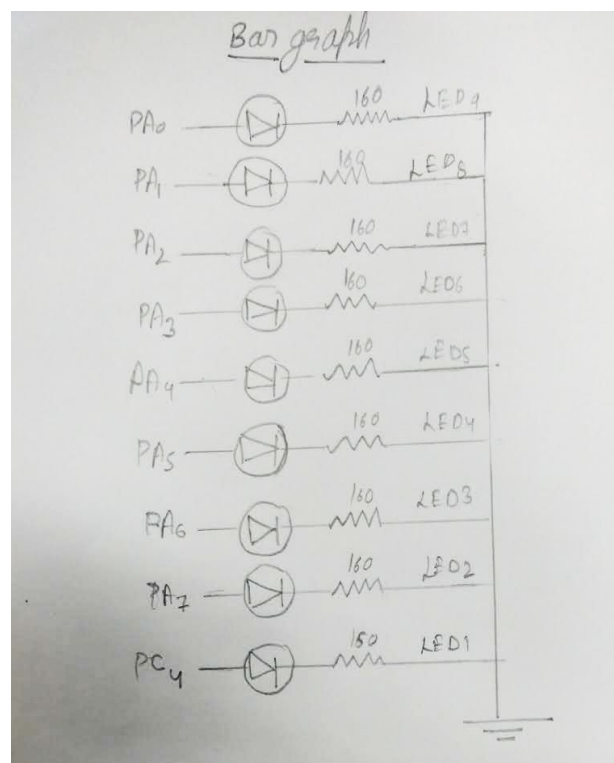 Bar graph
PA0 160 LED9
PA1 160 LED8
PA2 160 LED7
PA3 160 LED6
PA4 160 LED5
PA5 160 LED4
PA6 160 LED3
PA7 160 LED2
PC4 160 LED1